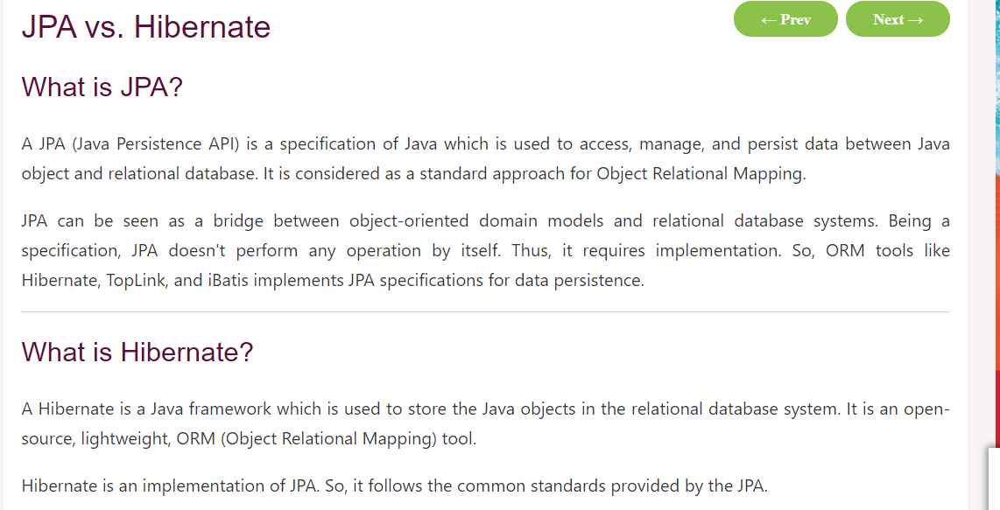 JPA vs. Hibernate
← Prev
Next →
What is JPA?
A JPA (Java Persistence API) is a specification of Java which is used to access, manage, and persist data between Java
object and relational database. It is considered as a standard approach for Object Relational Mapping.
JPA can be seen as a bridge between object-oriented domain models and relational database systems. Being a
specification, JPA doesn't perform any operation by itself. Thus, it requires implementation. So, ORM tools like
Hibernate, TopLink, and iBatis implements JPA specifications for data persistence.
What is Hibernate?
A Hibernate is a Java framework which is used to store the Java objects in the relational database system. It is an open-
source, lightweight, ORM (Object Relational Mapping) tool.
Hibernate is an implementation of JPA. So, it follows the common standards provided by the JPA.